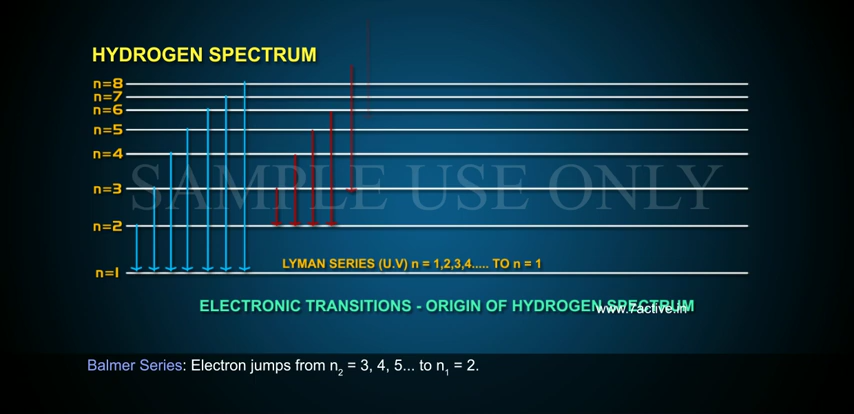 HYDROGEN SPECTRUM
n=8
n=7
n=6
n=5
n=4
SAMPLE USE ONLY
n=3
n=2
LYMAN SERIES (U.V) n = 1,2,3,4..... TO n = 1
n=1
ELECTRONIC TRANSITIONS - ORIGIN OF HYDROGEN SPECTRUM
www.7active.in
Balmer Series: Electron jumps from n₂ = 3, 4, 5... to n₁ = 2.